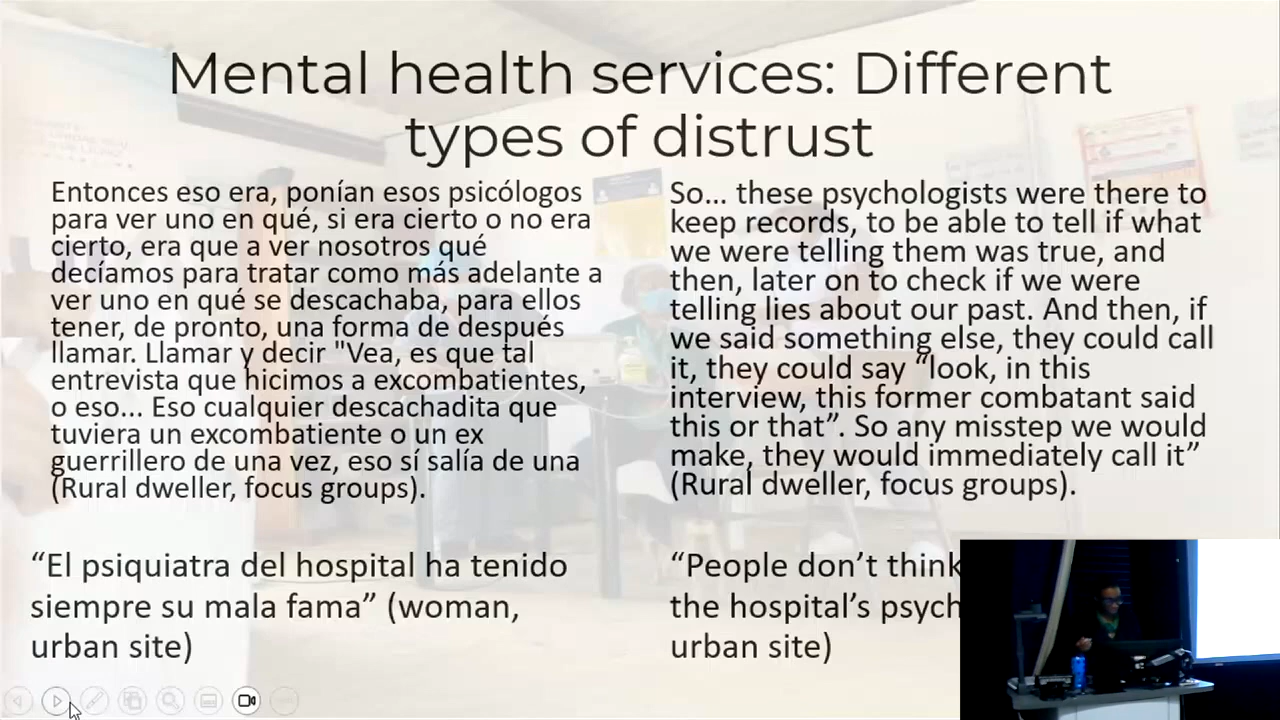 Mental health services: Different
types of distrust
Entonces eso era, ponían esos psicólogos
para ver uno en qué, si era cierto o no era
cierto, era que a ver nosotros qué
decíamos para tratar como más adelante a
ver uno en qué se descachaba, para ellos
tener, de pronto, una forma de después
llamar. Llamar y decir "Vea, es que tal
entrevista que hicimos a excombatientes,
o eso... Eso cualquier descachadita que
tuviera un excombatiente o un ex
guerrillero de una vez, eso sí salía de una
(Rural dweller, focus groups).
“El psiquiatra del hospital ha tenido
siempre su mala fama” (woman,
urban site)
So… these psychologists were there to
keep records, to be able to tell if what
we were telling them was true, and
then, later on to check if we were
telling lies about our past. And then, if
we said something else, they could call
it, they could say “look, in this
interview, this former combatant said
this or that”. So any misstep we would
make, they would immediately call it”
(Rural dweller, focus groups).
“People don’t think
the hospital’s psych
urban site)